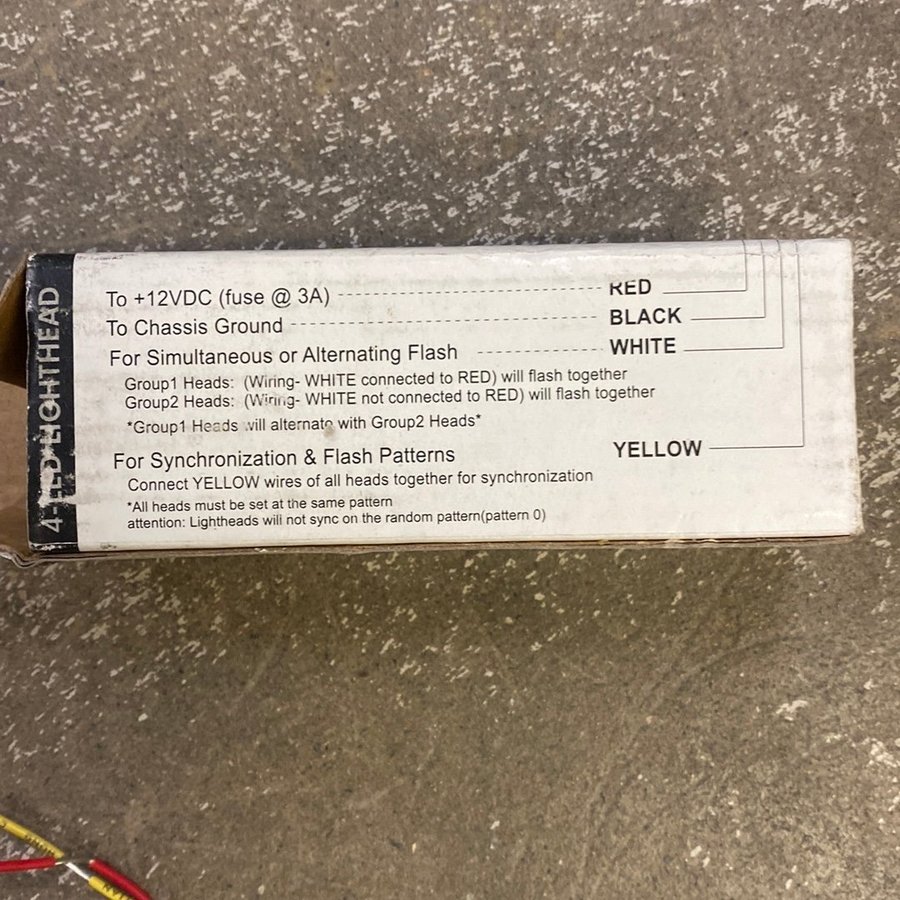 4-LED LIGHTHEAD
To +12VDC (fuse @ 3A) RED
To Chassis Ground BLACK
For Simultaneous or Alternating Flash WHITE
Group1 Heads: (Wiring- WHITE connected to RED) will flash together
Group2 Heads: (Wiring- WHITE not connected to RED) will flash together
*Group1 Heads will alternate with Group2 Heads*
For Synchronization & Flash Patterns YELLOW
Connect YELLOW wires of all heads together for synchronization
*All heads must be set at the same pattern
attention: Lightheads will not sync on the random pattern(pattern 0)